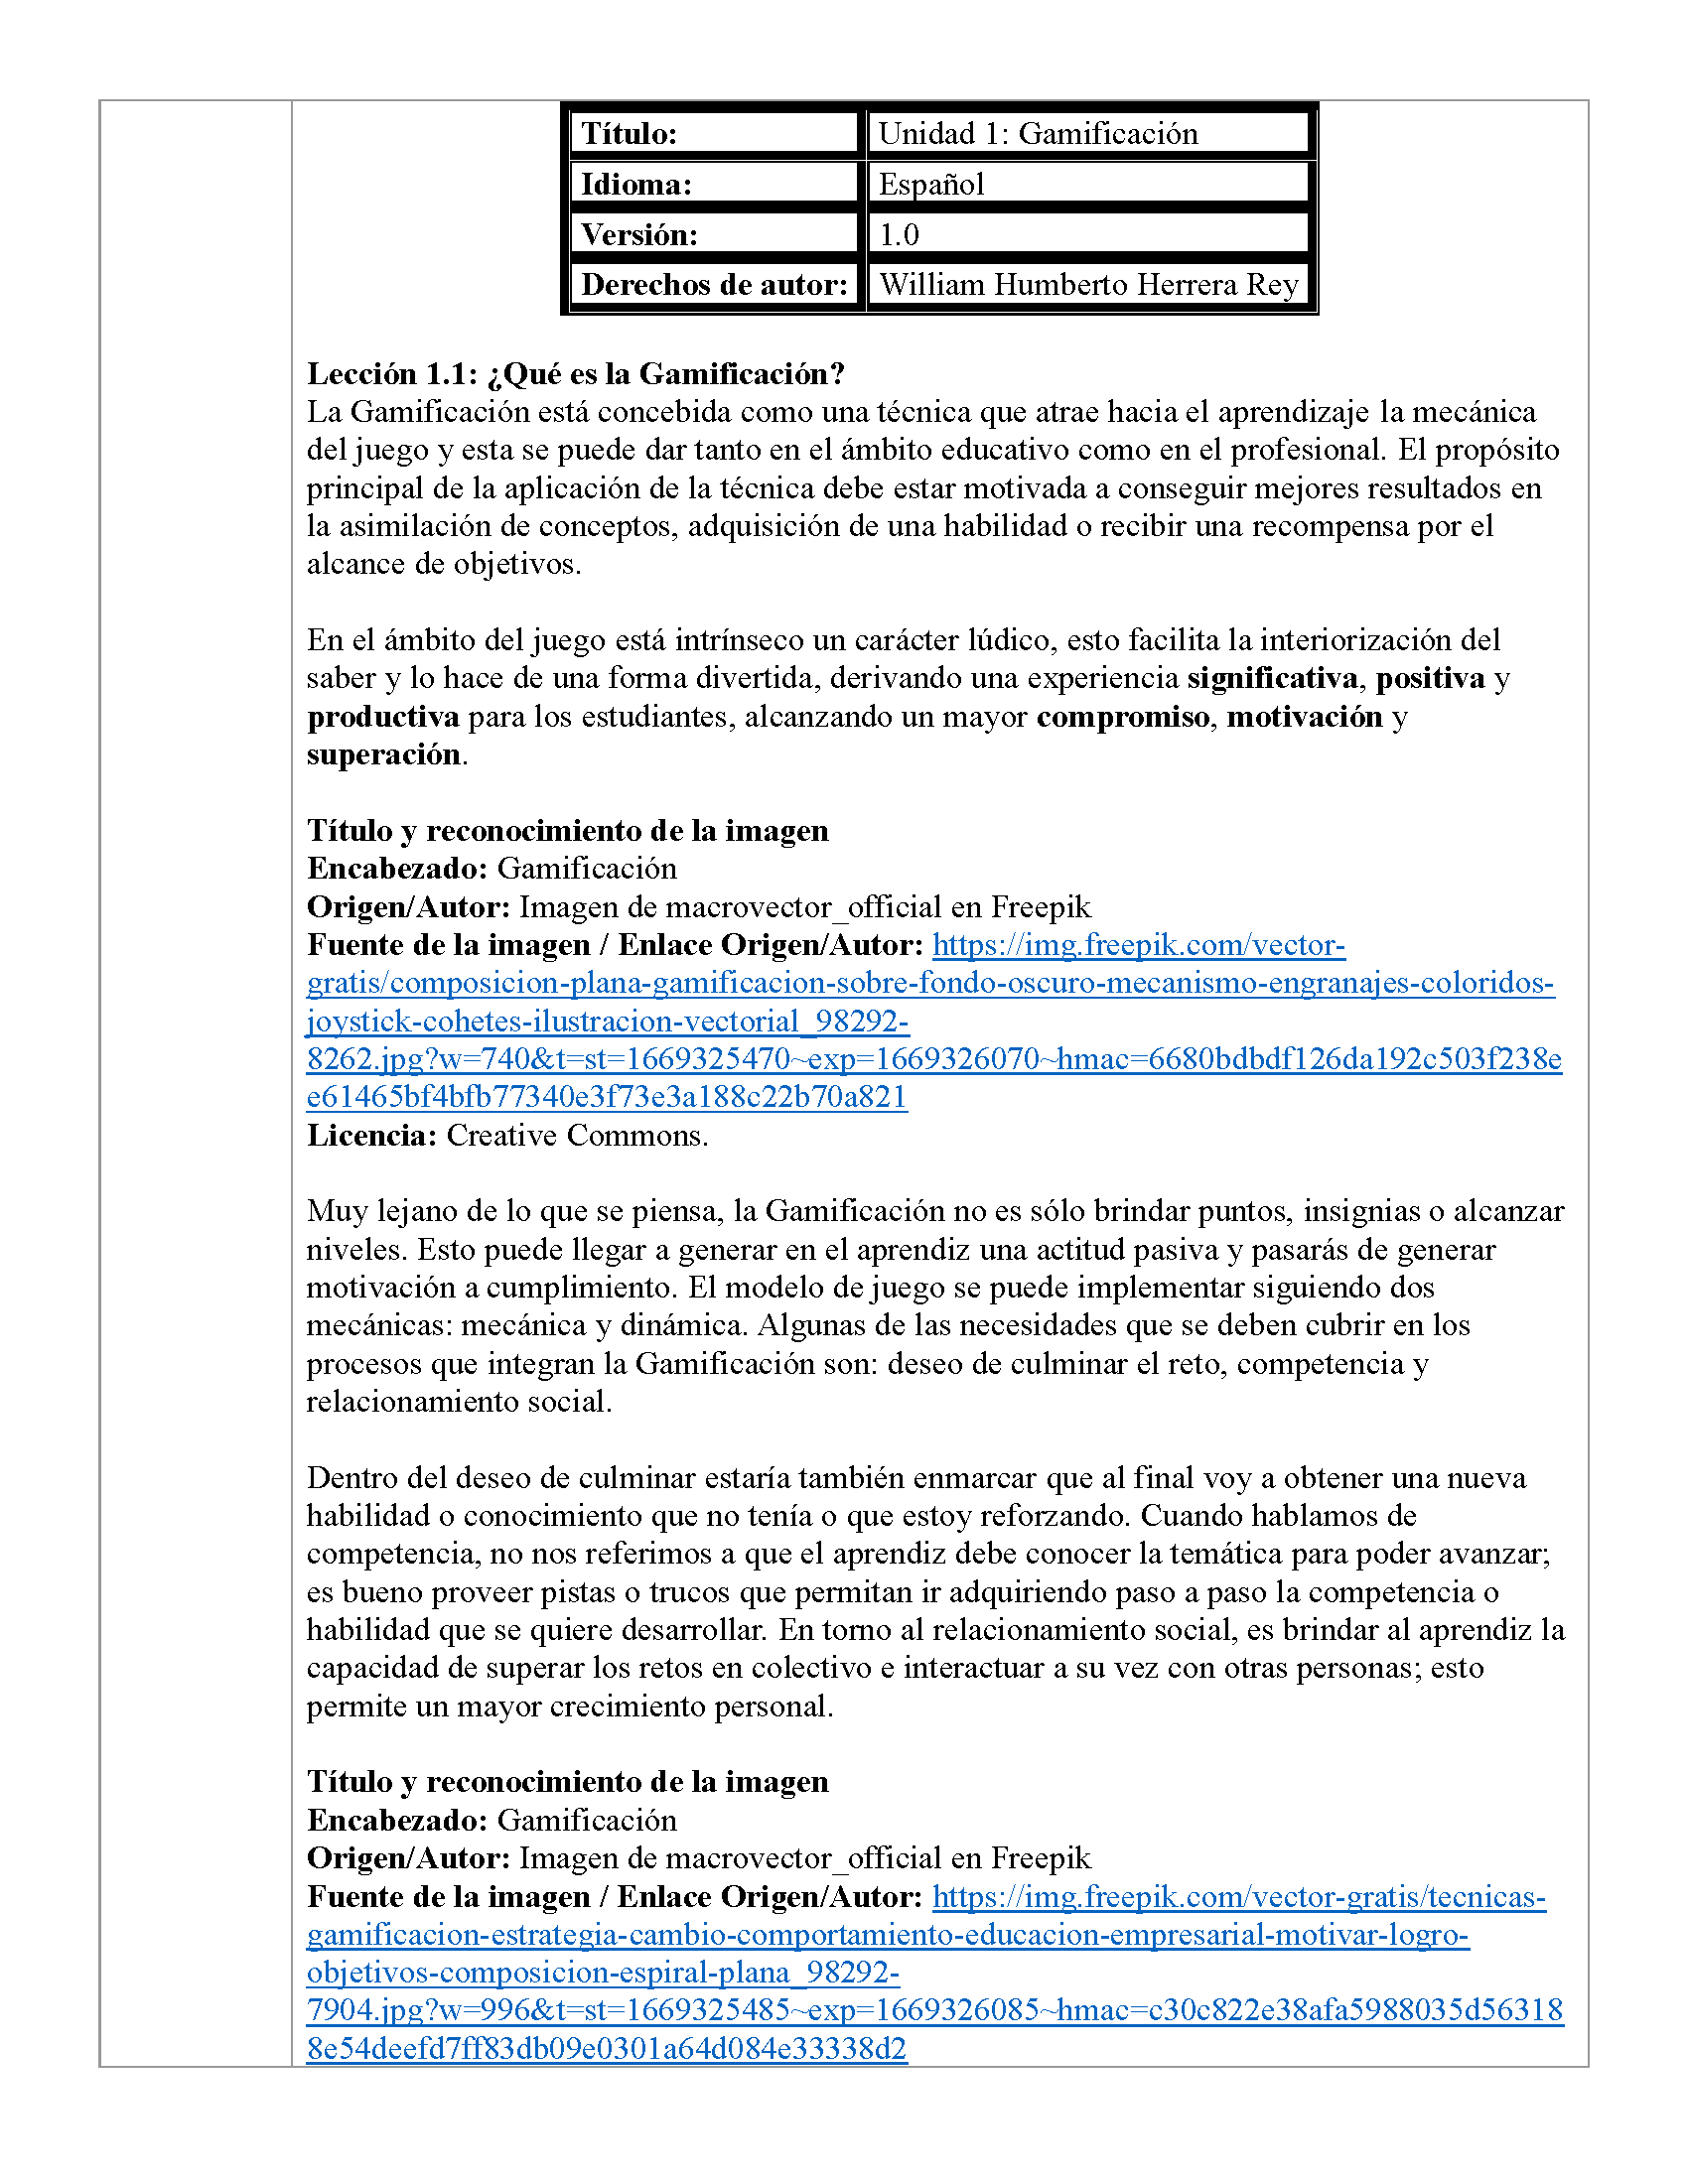 Título: Unidad 1: Gamificación
Idioma: Español
Versión: 1.0
Derechos de autor: William Humberto Herrera Rey
Lección 1.1: ¿Qué es la Gamificación?
La Gamificación está concebida como una técnica que atrae hacia el aprendizaje la mecánica
del juego y esta se puede dar tanto en el ámbito educativo como en el profesional. El propósito
principal de la aplicación de la técnica debe estar motivada a conseguir mejores resultados en
la asimilación de conceptos, adquisición de una habilidad o recibir una recompensa por el
alcance de objetivos.
En el ámbito del juego está intrínseco un carácter lúdico, esto facilita la interiorización del
saber y lo hace de una forma divertida, derivando una experiencia significativa, positiva y
productiva para los estudiantes, alcanzando un mayor compromiso, motivación y
superación.
Título y reconocimiento de la imagen
Encabezado: Gamificación
Origen/Autor: Imagen de macrovector_official en Freepik
Fuente de la imagen / Enlace Origen/Autor: https://img.freepik.com/vector-
gratis/composicion-plana-gamificacion-sobre-fondo-oscuro-mecanismo-engranajes-coloridos-
joystick-cohetes-ilustracion-vectorial_98292-
8262.jpg?w=740&t=st=1669325470~exp=1669326070~hmac=6680bdbdf126da192c503f238e
e61465bf4bfb77340e3f73e3a188c22b70a821
Licencia: Creative Commons.
Muy lejano de lo que se piensa, la Gamificación no es sólo brindar puntos, insignias o alcanzar
niveles. Esto puede llegar a generar en el aprendiz una actitud pasiva y pasarás de generar
motivación a cumplimiento. El modelo de juego se puede implementar siguiendo dos
mecánicas: mecánica y dinámica. Algunas de las necesidades que se deben cubrir en los
procesos que integran la Gamificación son: deseo de culminar el reto, competencia y
relacionamiento social.
Dentro del deseo de culminar estaría también enmarcar que al final voy a obtener una nueva
habilidad o conocimiento que no tenía o que estoy reforzando. Cuando hablamos de
competencia, no nos referimos a que el aprendiz debe conocer la temática para poder avanzar;
es bueno proveer pistas o trucos que permitan ir adquiriendo paso a paso la competencia o
habilidad que se quiere desarrollar. En torno al relacionamiento social, es brindar al aprendiz la
capacidad de superar los retos en colectivo e interactuar a su vez con otras personas; esto
permite un mayor crecimiento personal.
Título y reconocimiento de la imagen
Encabezado: Gamificación
Origen/Autor: Imagen de macrovector_official en Freepik
Fuente de la imagen / Enlace Origen/Autor: https://img.freepik.com/vector-gratis/tecnicas-
gamificacion-estrategia-cambio-comportamiento-educacion-empresarial-motivar-logro-
objetivos-composicion-espiral-plana_98292-
7904.jpg?w=996&t=st=1669325485~exp=1669326085~hmac=c30c822e38afa5988035d56318
8e54deefd7ff83db09e0301a64d084e33338d2